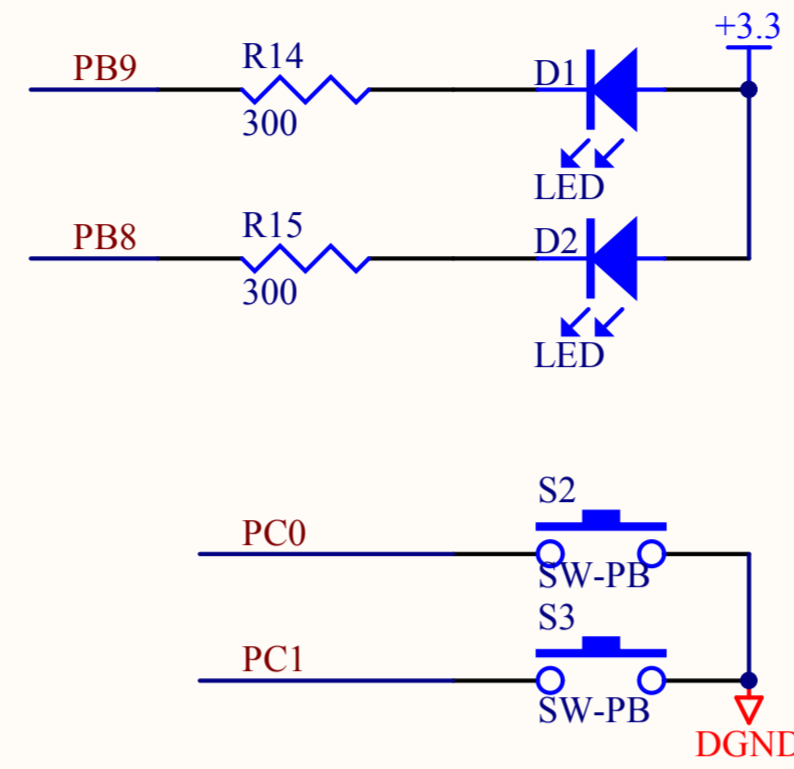 +3.3
PB9
R14
300
D1
LED
PB8
R15
300
D2
LED
PC0
S2
SW-PB
PC1
S3
SW-PB
DGND